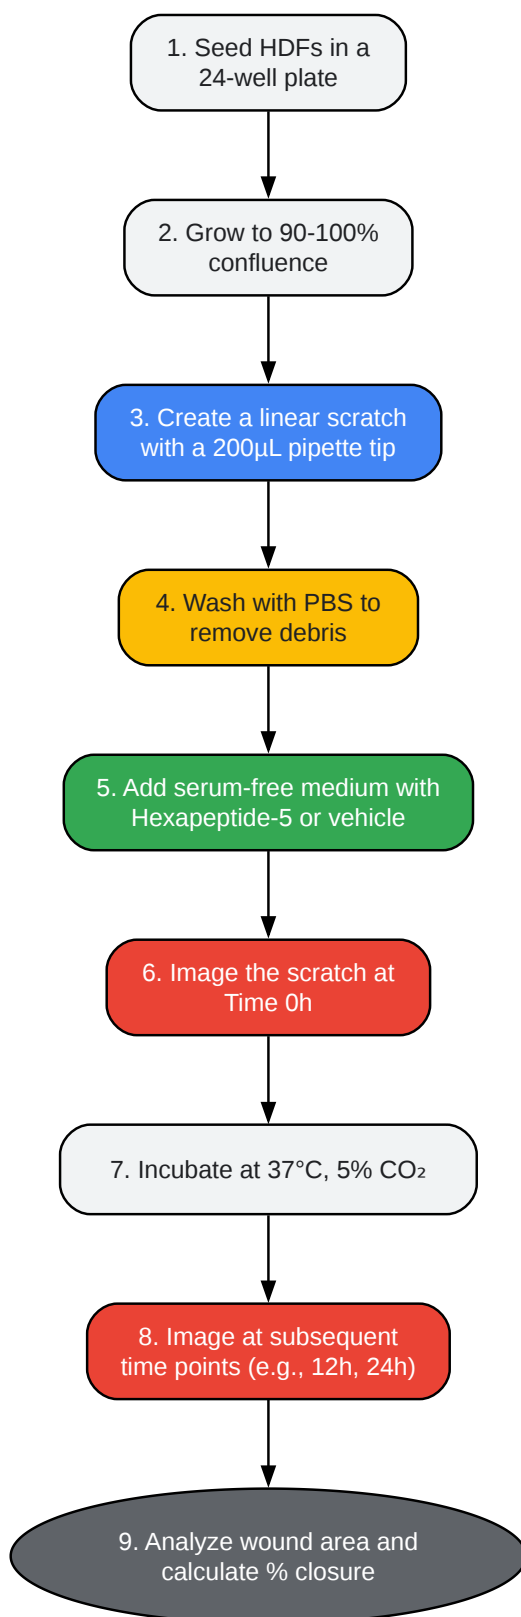 1. Seed HDFs in a
24-well plate
2. Grow to 90-100%
confluence
3. Create a linear scratch
with a 200µL pipette tip
4. Wash with PBS to
remove debris
5. Add serum-free medium with
Hexapeptide-5 or vehicle
6. Image the scratch at
Time 0h
7. Incubate at 37°C, 5% CO₂
8. Image at subsequent
time points (e.g., 12h, 24h)
9. Analyze wound area and
calculate % closure